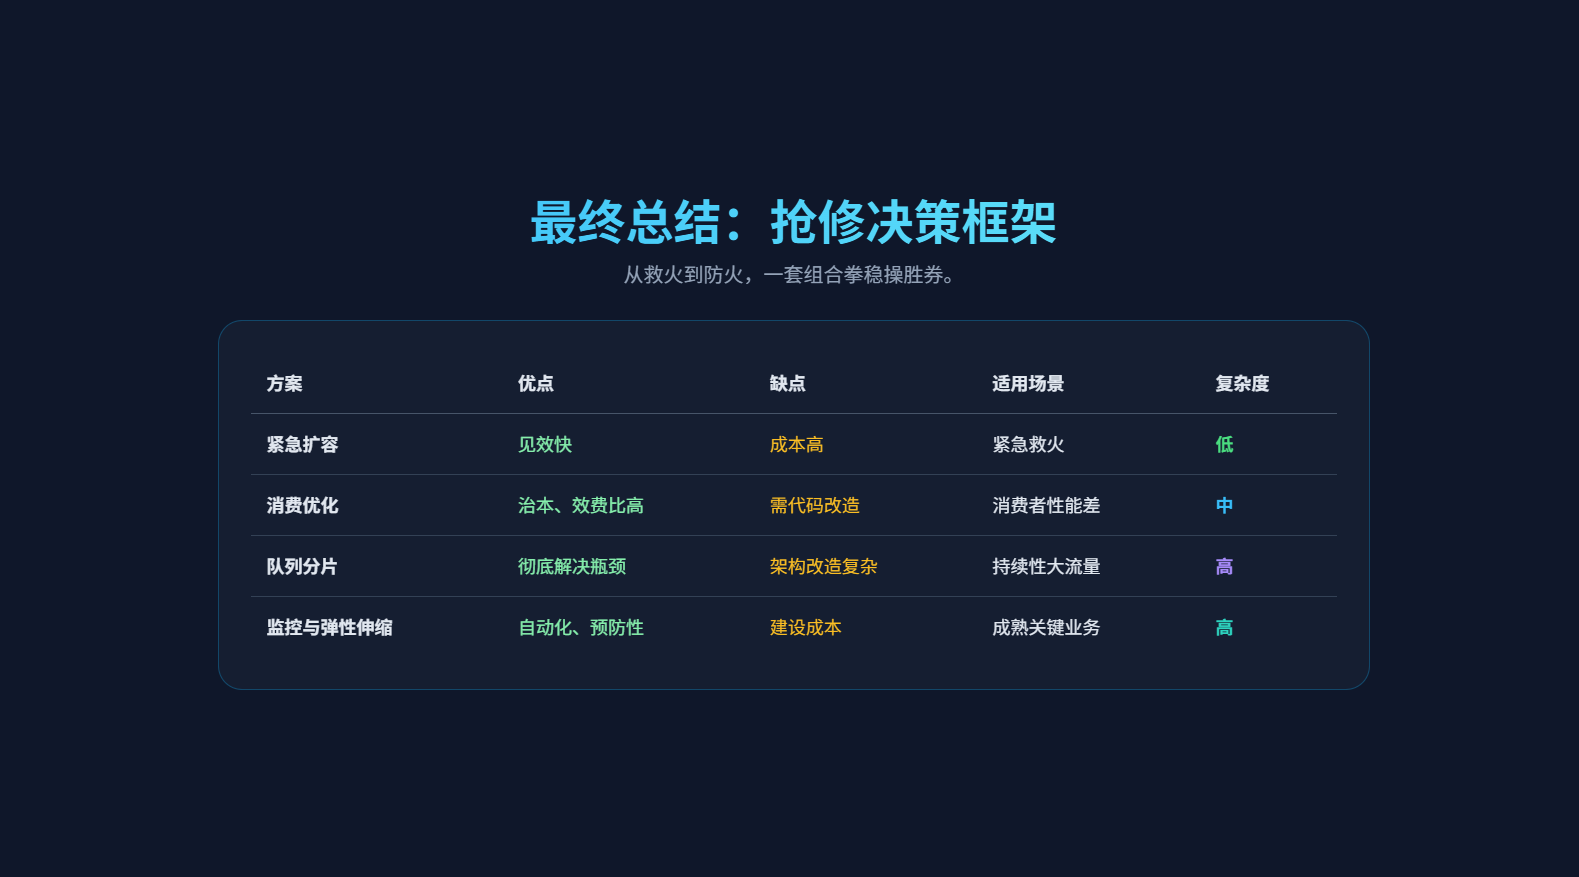 最终总结：抢修决策框架
从救火到防火，一套组合拳稳操胜券。
方案 优点 缺点 适用场景 复杂度
紧急扩容 见效快 成本高 紧急救火 低
消费优化 治本、效费比高 需代码改造 消费者性能差 中
队列分片 彻底解决瓶颈 架构改造复杂 持续性大流量 高
监控与弹性伸缩 自动化、预防性 建设成本 成熟关键业务 高